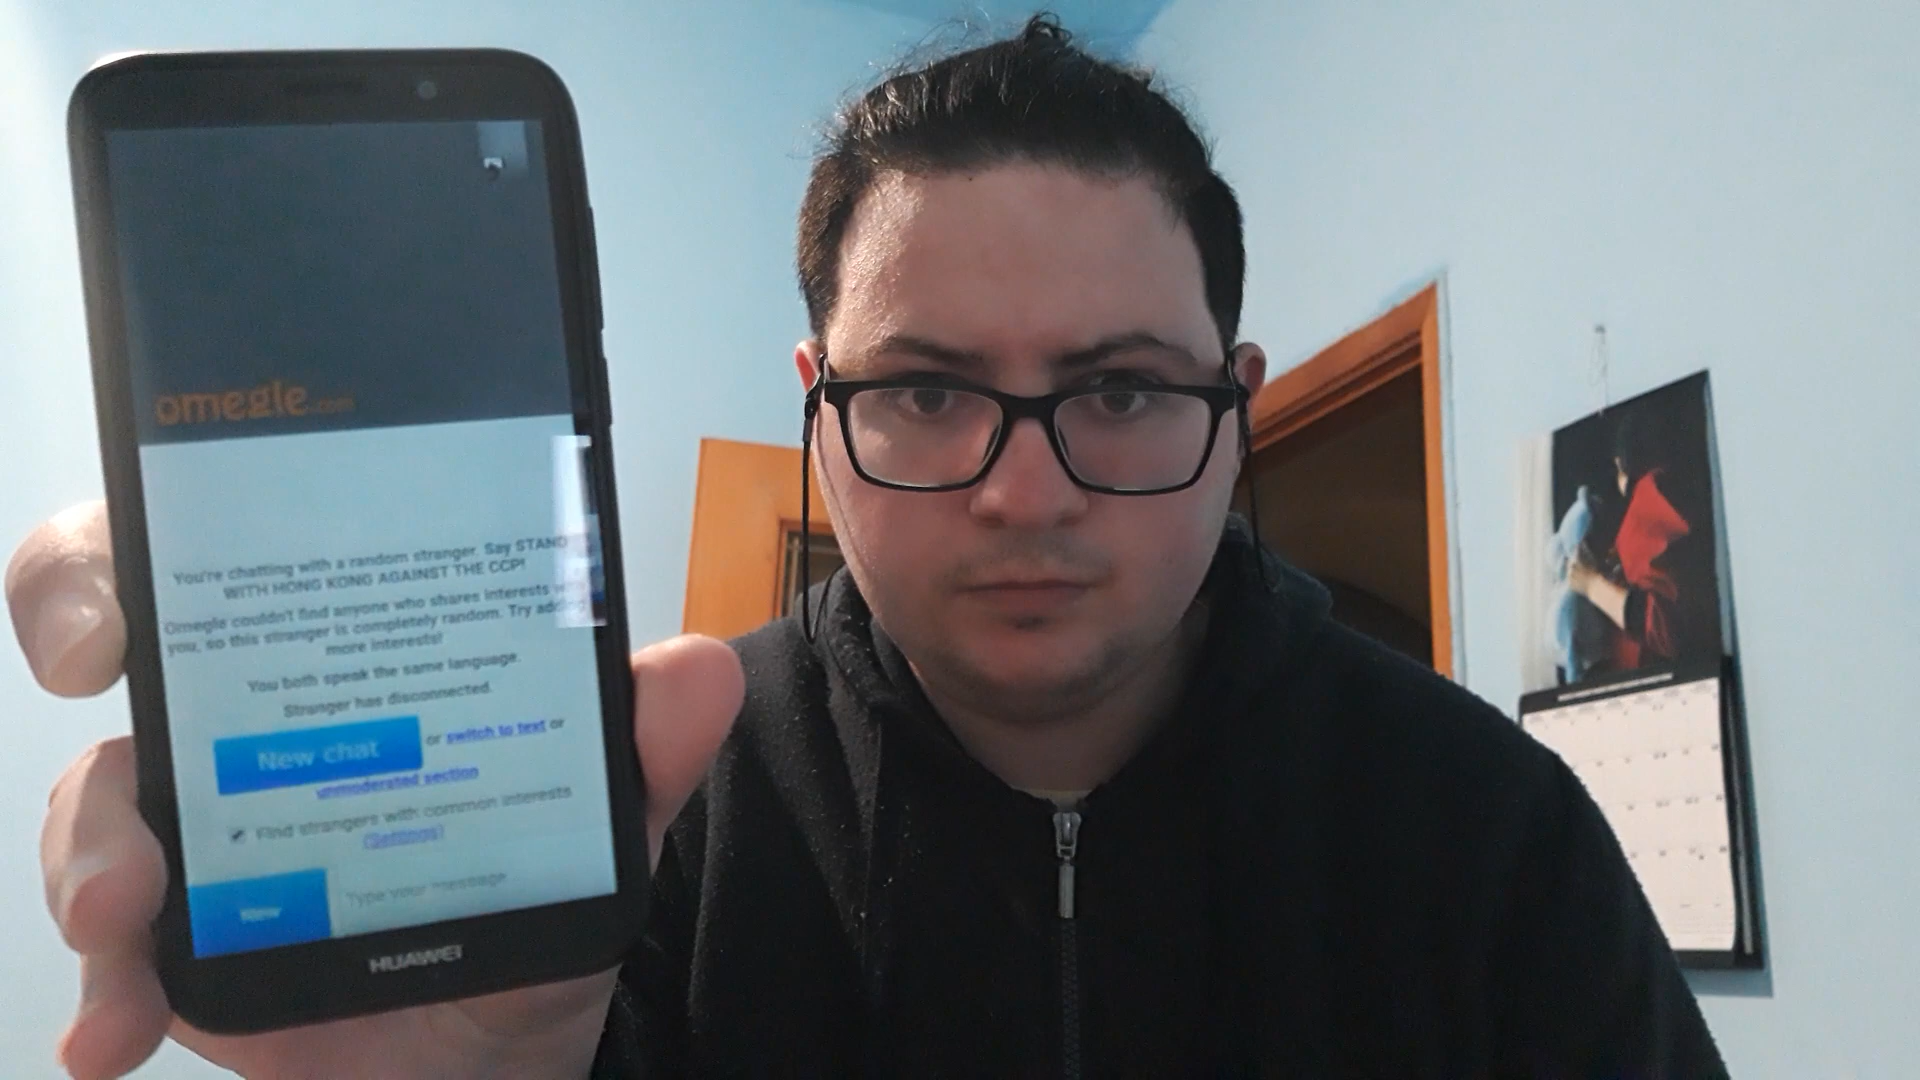 omegle.com
You're chatting with a random stranger. Say STAND
WITH HONG KONG AGAINST THE CCP!
Omegle couldn't find anyone who shares interests with
you, so this stranger is completely random. Try adding
more interests!
You both speak the same language.
Stranger has disconnected.
New chat or switch to text or
unmoderated section
Find strangers with common interests
(Settings)
New Type your message
HUAWEI